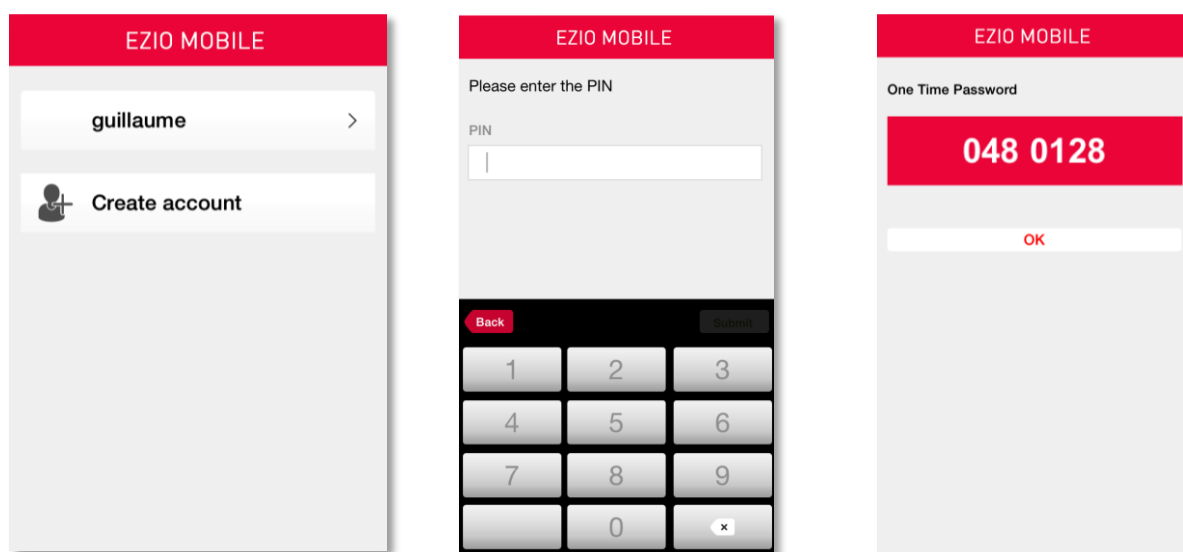 EZIO MOBILE
guillaume
Create account
EZIO MOBILE
Please enter the PIN
PIN
Back Submit
1 2 3
4 5 6
7 8 9
0
EZIO MOBILE
One Time Password
048 0128
OK